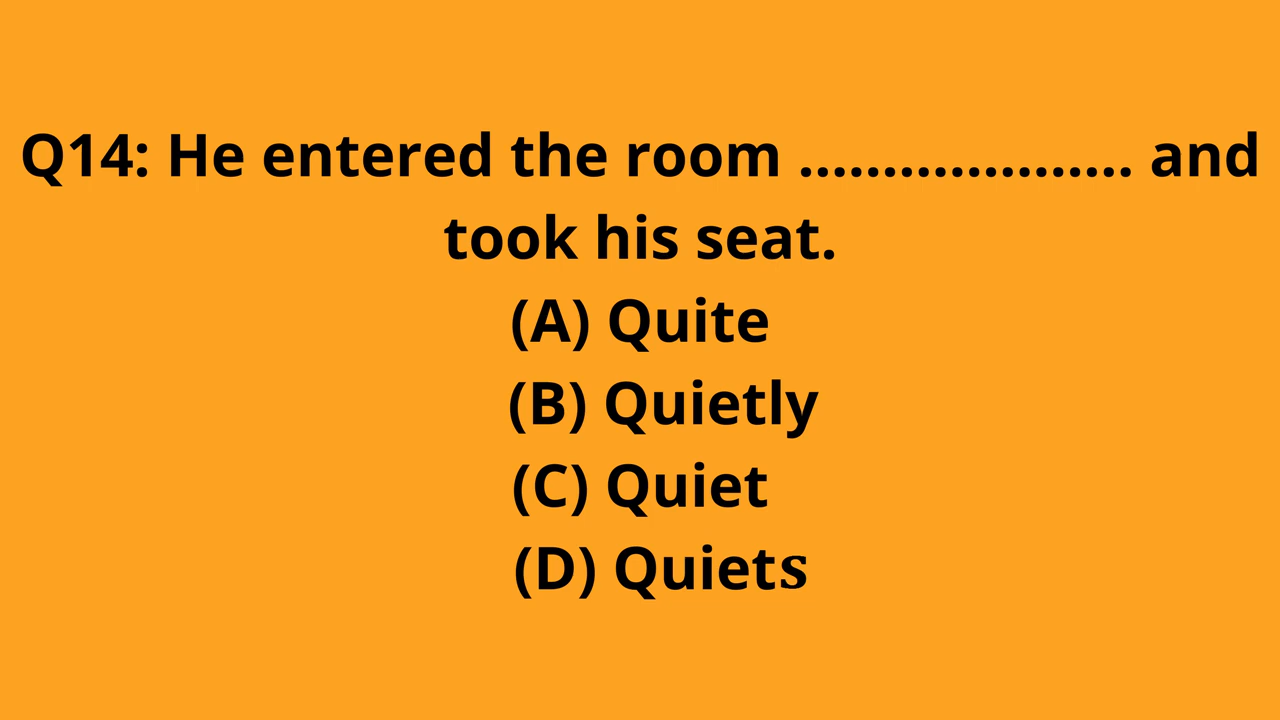 Q14: He entered the room .................... and
took his seat.
(A) Quite
(B) Quietly
(C) Quiet
(D) Quiets